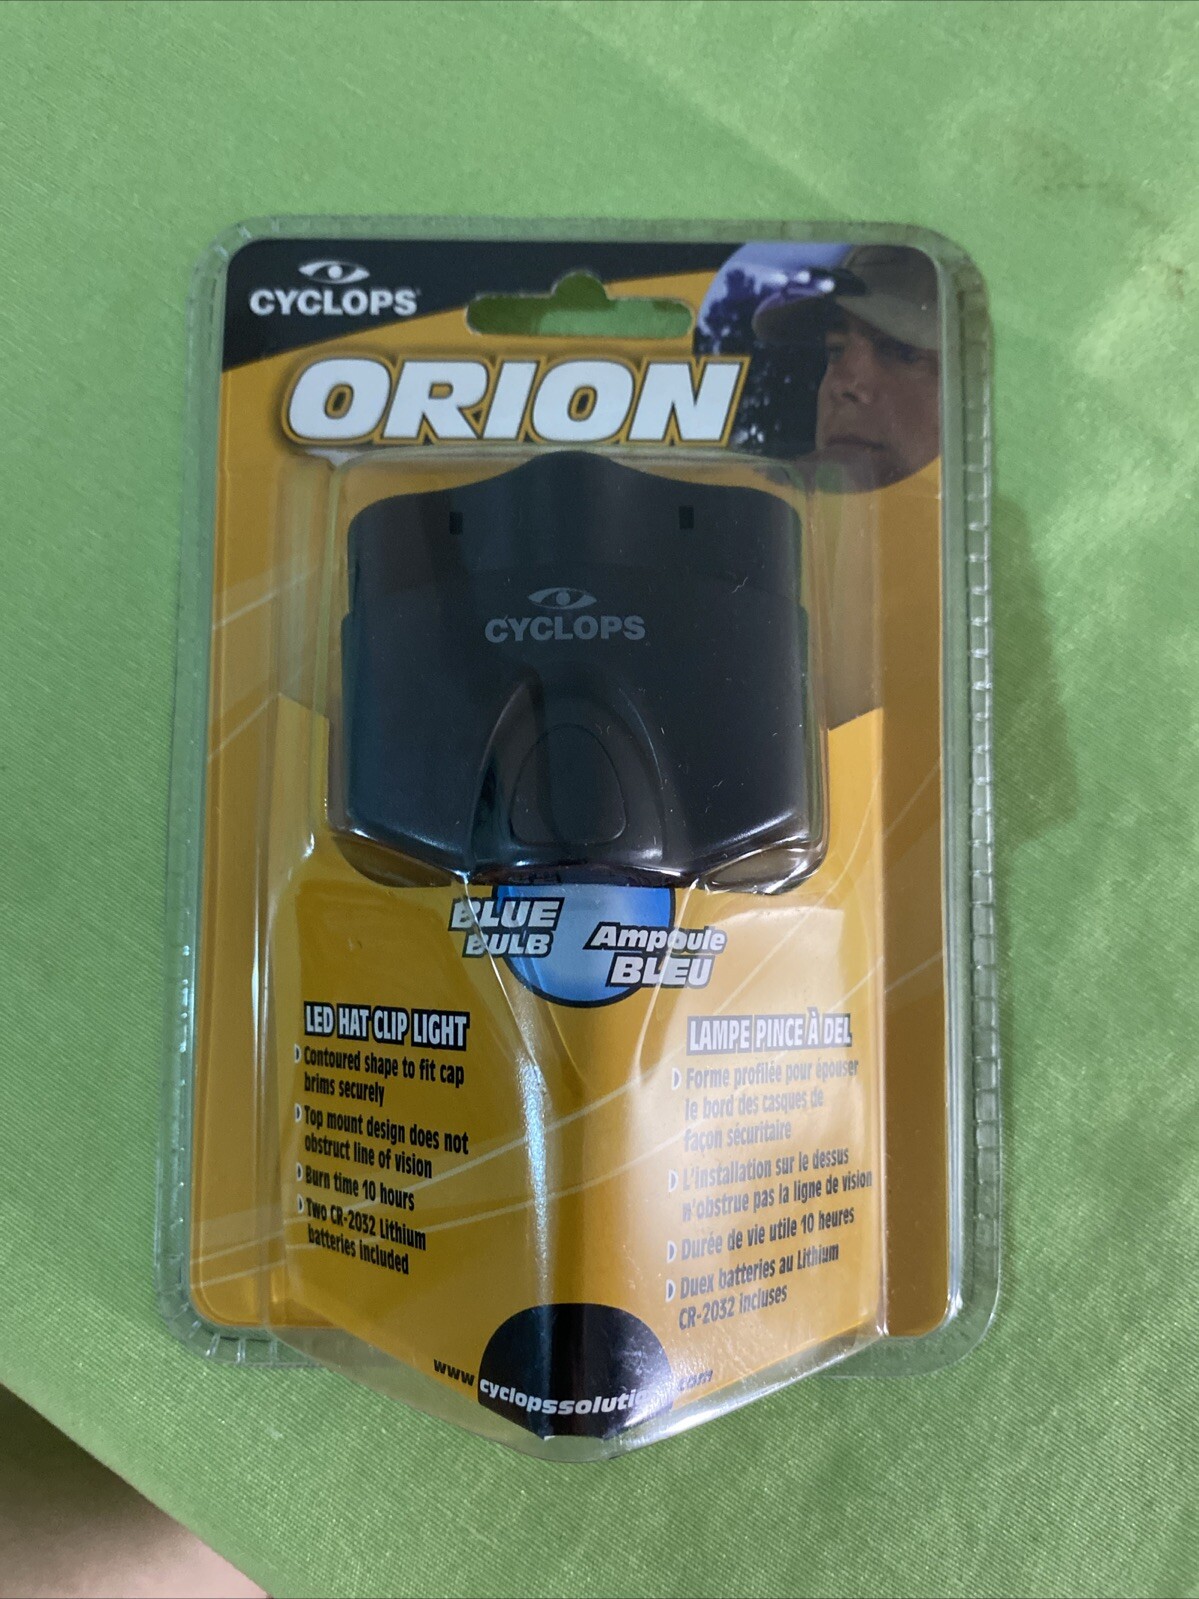 CYCLOPS
ORION
CYCLOPS
BLUE
BULB
Ampoule
BLEU
LED HAT CLIP LIGHT
Contoured shape to fit cap
brims securely
Top mount design does not
obstruct line of vision
Burn time 10 hours
Two CR-2032 Lithium
batteries included
LAMPE PINCE À DEL
Forme profilée pour épouser
le bord des casques de
façon sécuritaire
L'installation sur le dessus
n'obstrue pas la ligne de vision
Durée de vie utile 10 heures
Duex batteries au Lithium
CR-2032 incluses
www